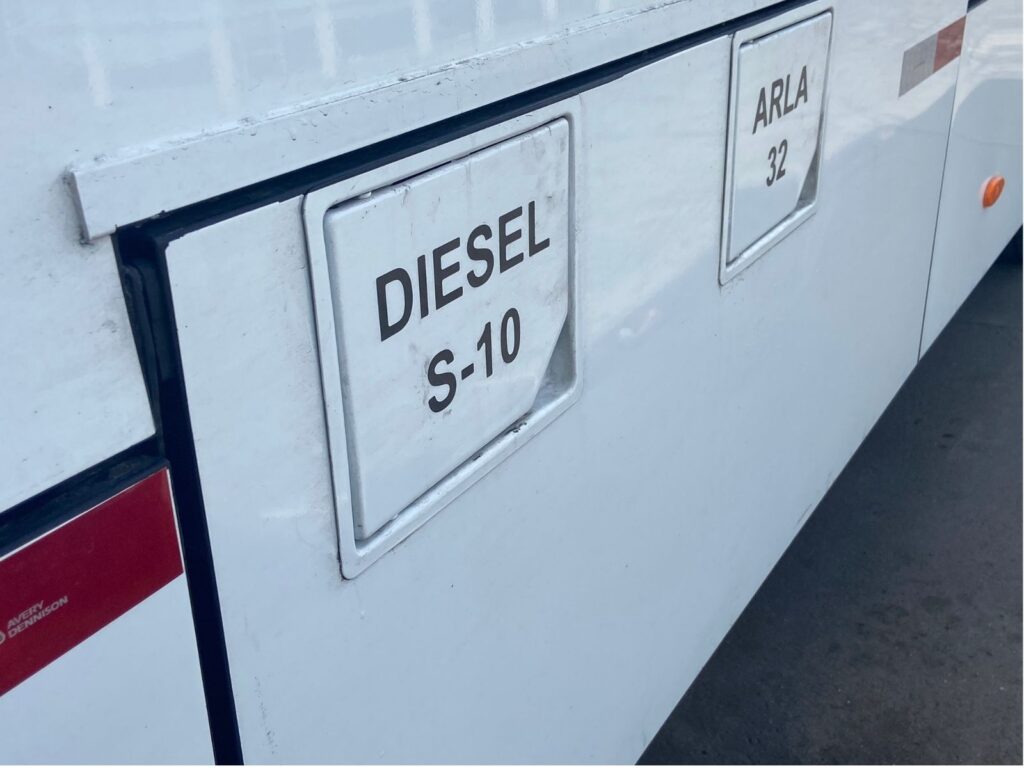 DIESEL
S-10
ARLA
32
AVERY
DENNISON